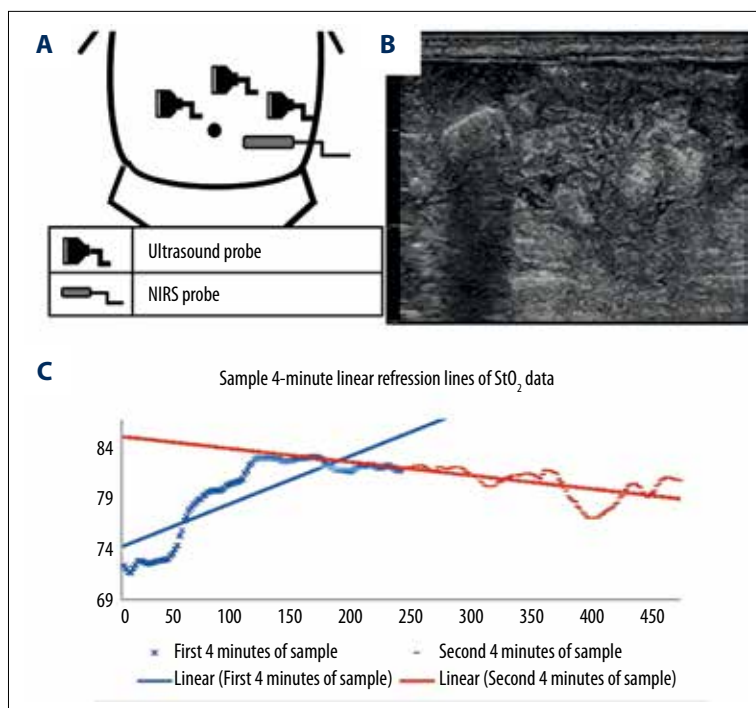 A
B
Ultrasound probe
NIRS probe
C
Sample 4-minute linear refression lines of StO₂ data
84
79
74
69
0 50 100 150 200 250 300 350 400 450
First 4 minutes of sample
Second 4 minutes of sample
Linear (First 4 minutes of sample)
Linear (Second 4 minutes of sample)